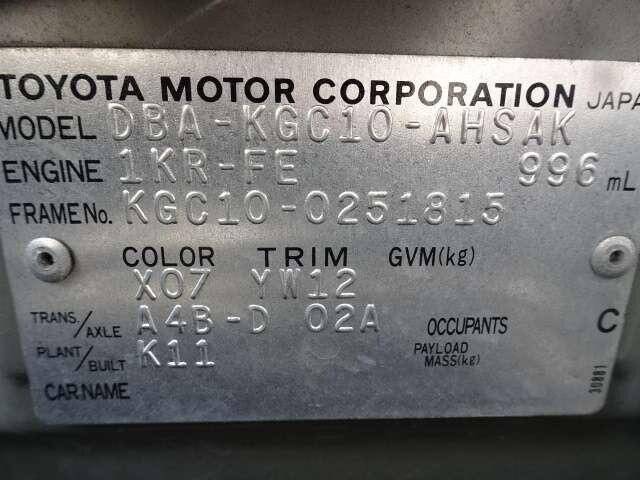 TOYOTA MOTOR CORPORATION JAPA
MODEL DBA-KGC10-AHSAK
ENGINE 1KR-FE 996 mL
FRAME No. KGC10-0251815
COLOR TRIM GVM(kg)
X07 YW12
TRANS./AXLE A4B-D 02A OCCUPANTS C
PLANT/BUILT K11 PAYLOAD MASS(kg)
CAR NAME
30881